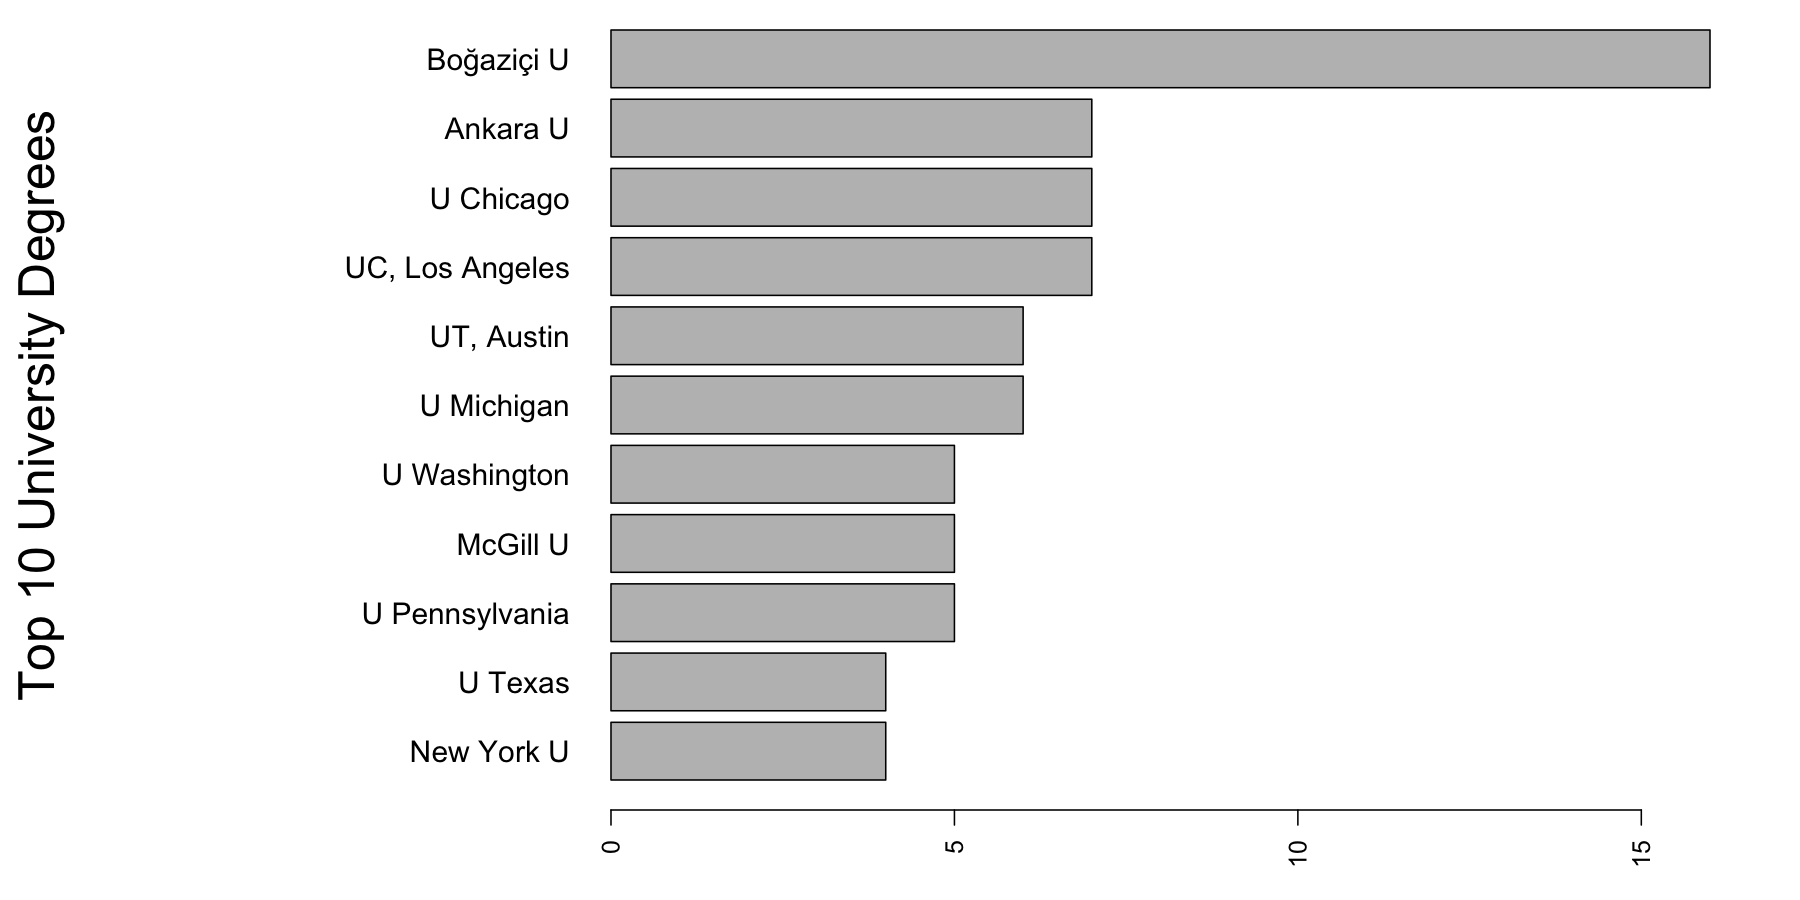 Top 10 University Degrees
Boğaziçi U
Ankara U
U Chicago
UC, Los Angeles
UT, Austin
U Michigan
U Washington
McGill U
U Pennsylvania
U Texas
New York U
0
5
10
15